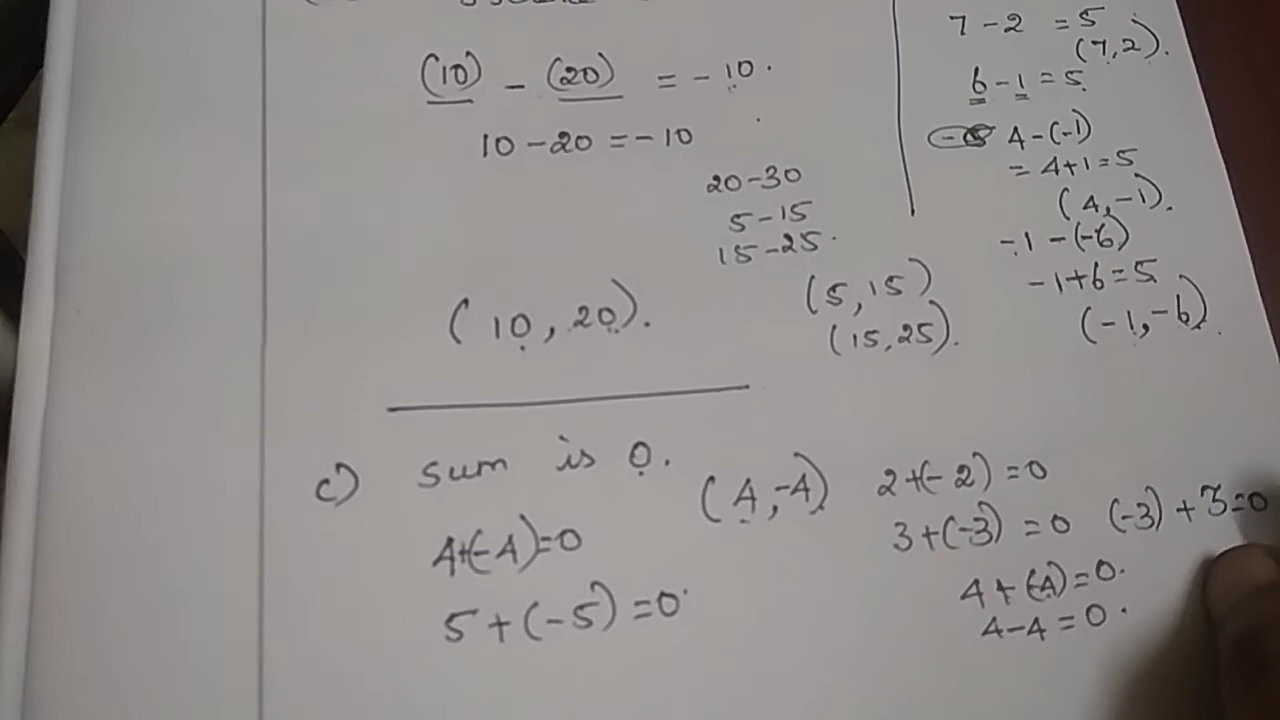 (10) - (20) = - 10.
10 - 20 = - 10
20 - 30
5 - 15
15 - 25.
(10, 20).
(5, 15)
(15, 25).
7 - 2 = 5
(7, 2).
6 - 1 = 5
4 - (-1)
= 4 + 1 = 5
(4, -1).
- 1 - (-6)
- 1 + 6 = 5
(-1, -6).
c) sum is 0.
(4, -4)
4+(-4)=0
5 + (-5) = 0
2 + (-2) = 0
3 + (-3) = 0 (-3) + 3 = 0
4 + (-4) = 0.
4 - 4 = 0.